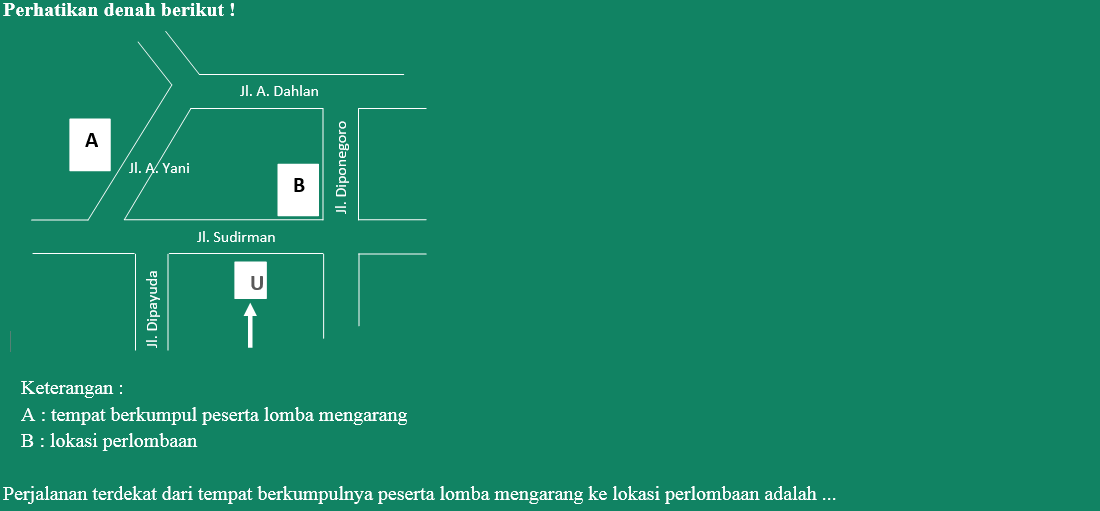 Perhatikan denah berikut !
Jl. A. Dahlan
A
Jl. A. Yani
Jl. Diponegoro
B
Jl. Sudirman
Jl. Dipayuda
U
Keterangan :
A : tempat berkumpul peserta lomba mengarang
B : lokasi perlombaan
Perjalanan terdekat dari tempat berkumpulnya peserta lomba mengarang ke lokasi perlombaan adalah ...